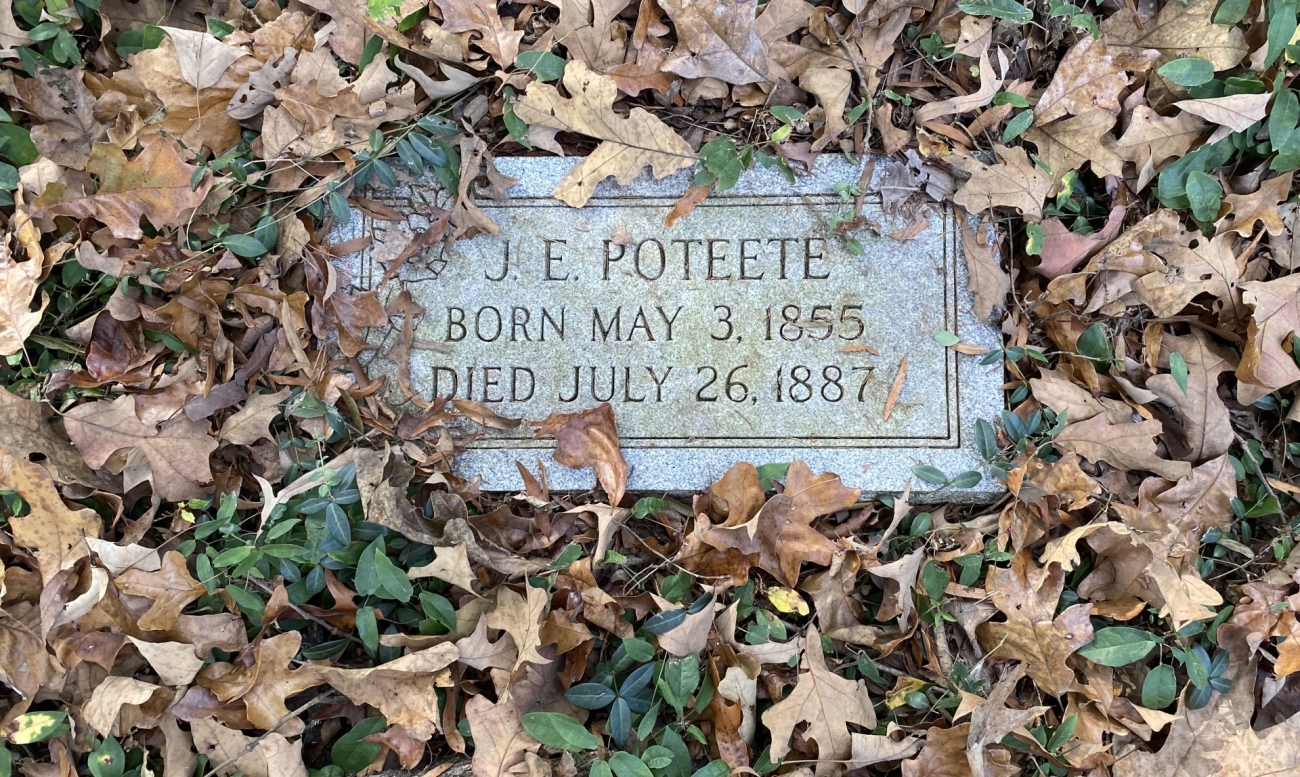 J. E. POTEETE
BORN MAY 3, 1855
DIED JULY 26, 1887